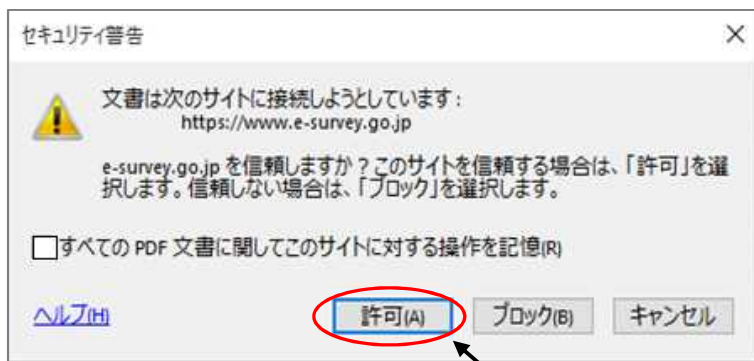 セキュリティ警告
文書は次のサイトに接続しようとしています:
https://www.e-survey.go.jp
e-survey.go.jp を信頼しますか?このサイトを信頼する場合は、「許可」を選
択します。信頼しない場合は、「ブロック」を選択します。
すべての PDF 文書に関してこのサイトに対する操作を記憶(R)
ヘルプ(H)
許可(A)
ブロック(B)
キャンセル